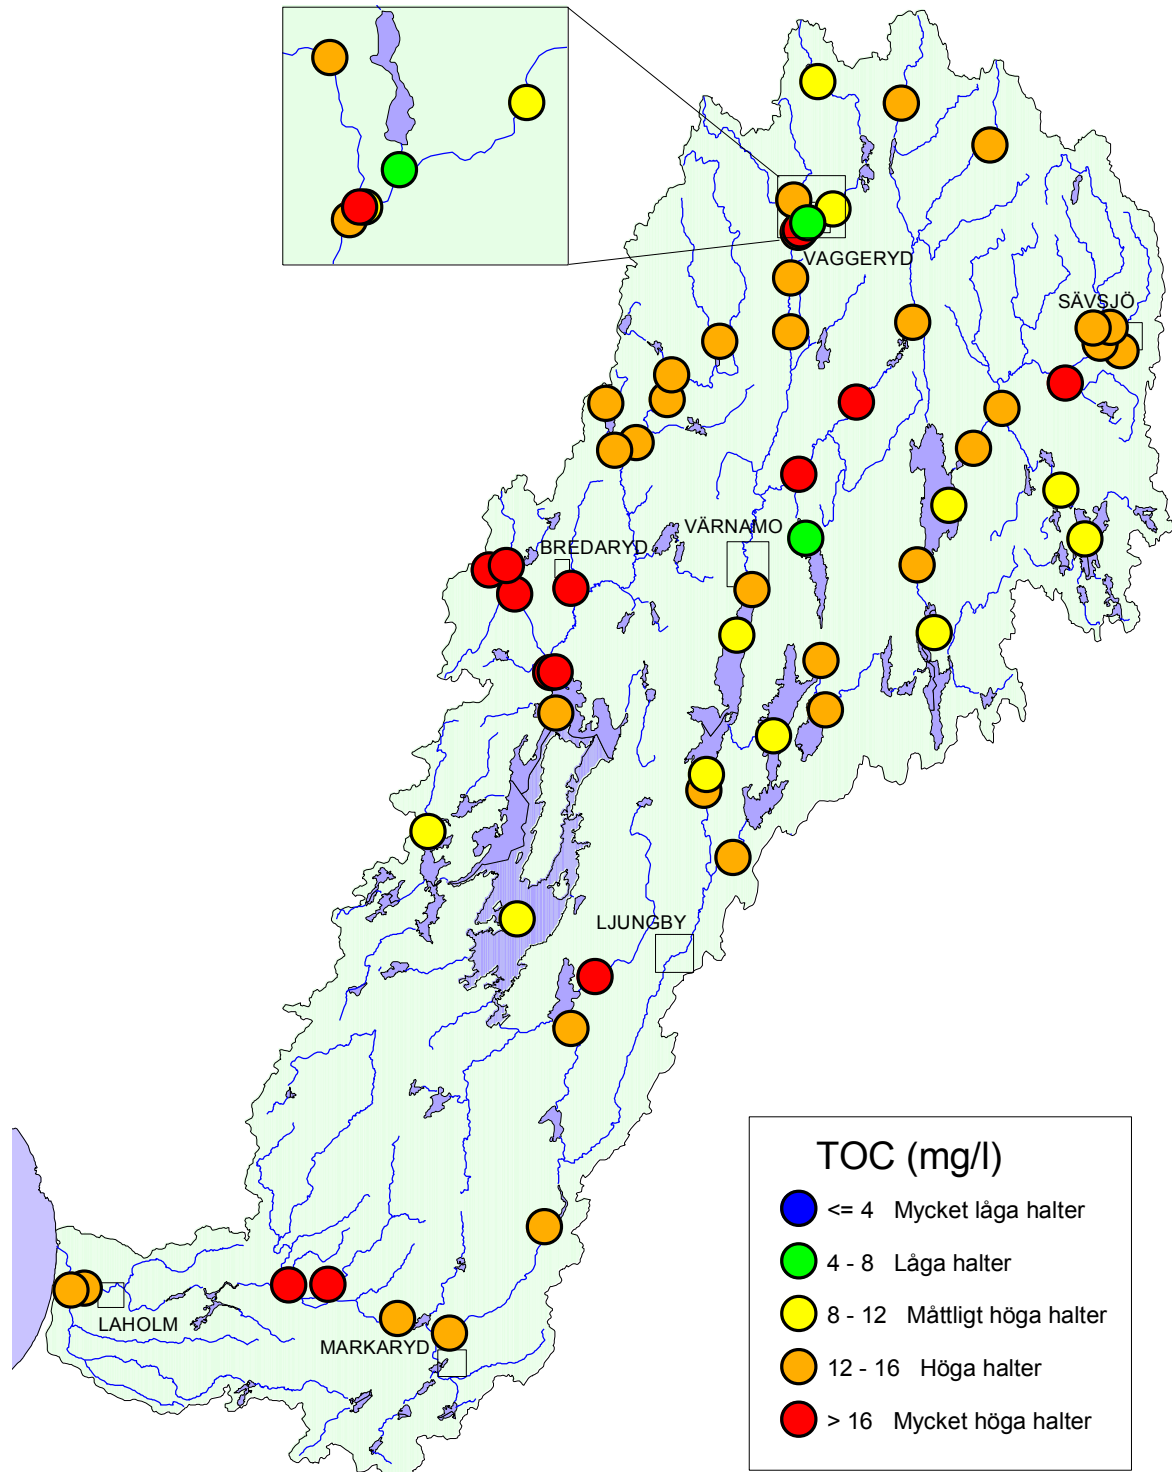 VAGGERYD
SÄVSJÖ
VÄRNAMO
BREDARYD
LJUNGBY
LAHOLM
MARKARYD
TOC (mg/l)
<= 4 Mycket låga halter
4 - 8 Låga halter
8 - 12 Måttligt höga halter
12 - 16 Höga halter
> 16 Mycket höga halter